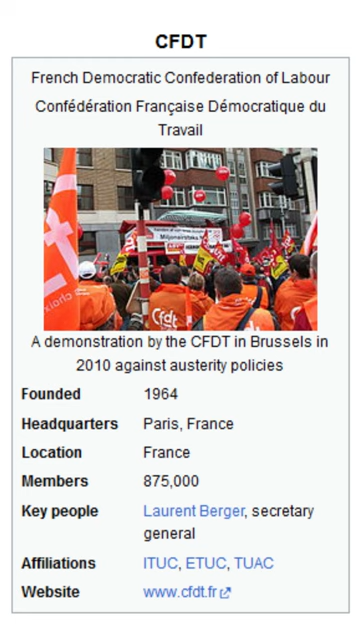 CFDT
French Democratic Confederation of Labour
Confédération Française Démocratique du
Travail
choix
Cfdt
A demonstration by the CFDT in Brussels in
2010 against austerity policies
Founded 1964
Headquarters Paris, France
Location France
Members 875,000
Key people Laurent Berger, secretary
general
Affiliations ITUC, ETUC, TUAC
Website www.cfdt.fr